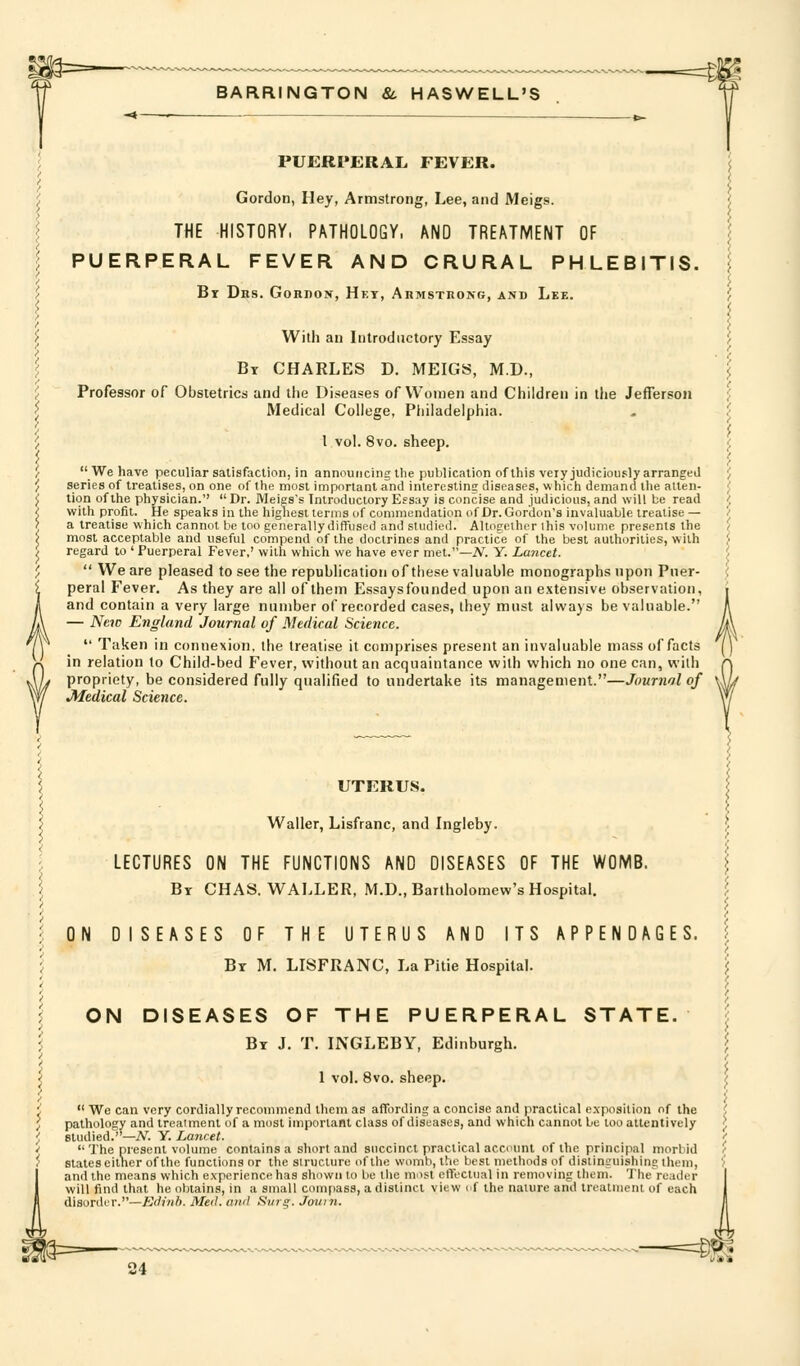 BARRINGTON & HASWELL'S
PUERPERAL FEVER.
Gordon, Hey, Armstrong, Lee, and Meigs.
THE HISTORY, PATHOLOGY, AND TREATMENT OF
PUERPERAL FEVER AND CRURAL PHLEBITIS.
By Drs. Gordon, Hey, Armstrong, and Lee.
With an Introductory Essay
By CHARLES D. MEIGS, M.D.,
Professor of Obstetrics and the Diseases of Women and Children in the Jefferson
Medical College, Philadelphia.
1 vol. 8vo. sheep.
"We have peculiar satisfaction, in announcing the publication of this very judiciously arranged
series of treatises, on one of the most important and interesting diseases, which demand the atten-
tion of the physician." "Dr. Meigs's Introductory Essay is concise and judicious, and will be read
with profit. He speaks in the highest terms of commendation of Dr. Gordon's invaluable treatise —
a treatise which cannot be too generally diffused and studied. Altogether this volume presents the
most acceptable and useful compend of the doctrines and practice of the best authorities, with
regard to 'Puerperal Fever,' with which we have ever met."—N. Y. Lancet.
"We are pleased to see the republication of these valuable monographs upon Puer-
peral Fever. As they are all of them Essays founded upon an extensive observation,
and contain a very large number of recorded cases, they must always be valuable."
— New England Journal of Medical Science.
"Taken in connexion, the treatise it comprises present an invaluable mass of facts
in relation to Child-bed Fever, without an acquaintance with which no one can, with
propriety, be considered fully qualified to undertake its management."—Journal of
Medical Science.
UTERUS.
Waller, Lisfranc, and Ingleby.
LECTURES ON THE FUNCTIONS AND DISEASES OF THE WOMB.
By CHAS. WALLER, M.D., Bartholomew's Hospital.
ON DISEASES OF THE UTERUS AND ITS APPENDAGES.
By M. LISFRANC, La Pitie Hospital.
ON DISEASES OF THE PUERPERAL STATE.
By J. T. INGLEBY, Edinburgh.
1 vol. 8vo. sheep.
"We can very cordially recommend them as affording a concise and practical exposition of the
pathology and treatment of a most important class of diseases, and which cannot be too attentively
studied."—N. Y. Lancet.
"The present volume contains a short and succinct practical account of the principal morbid
states either of the functions or the structure of the womb, the best methods of distinguishing them,
and the means which experience has shown to be the most effectual in removing them. The reader
will find that he obtains, in a small compass, a distinct view of the nature and treatment of each
disorder."—Edinb. Med. and Surg. Journ.
24